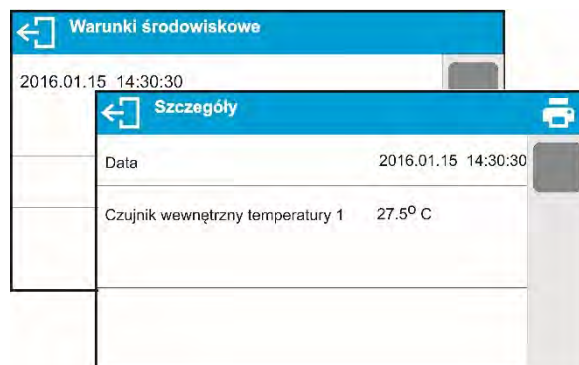 Warunki środowiskowe
2016.01.15 14:30:30
Szczegóły
Data 2016.01.15 14:30:30
Czujnik wewnętrzny temperatury 1 27.5⁰ C